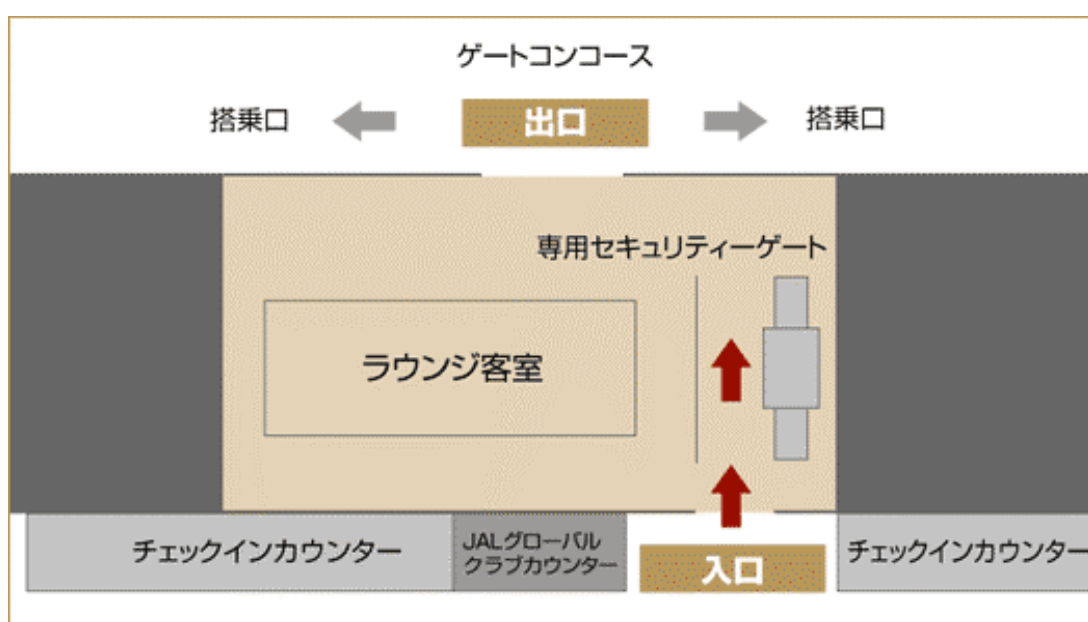 ゲートコンコース
搭乗口
出口
搭乗口
専用セキュリティーゲート
ラウンジ客室
チェックインカウンター
JALグローバル
クラブカウンター
入口
チェックインカウンター